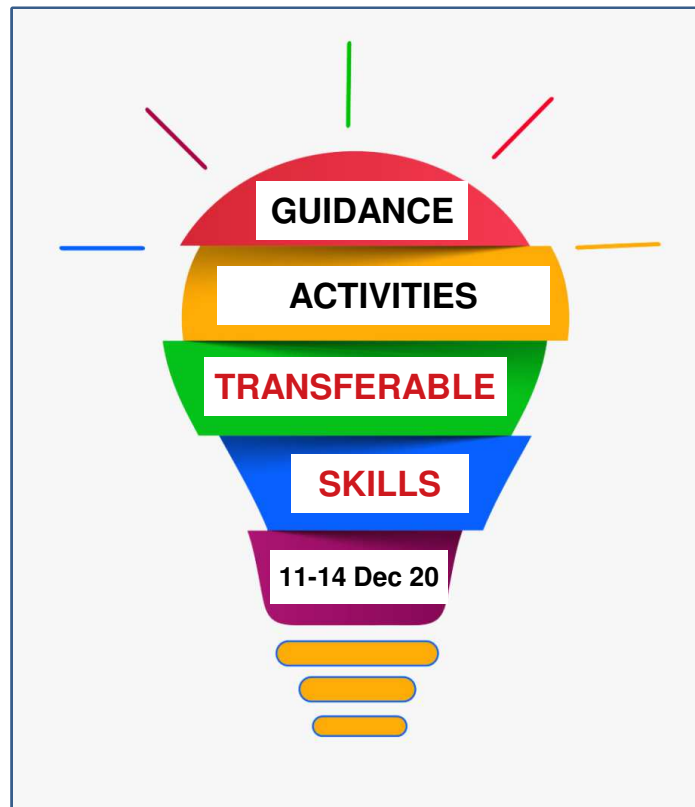 GUIDANCE
ACTIVITIES
TRANSFERABLE
SKILLS
11-14 Dec 20